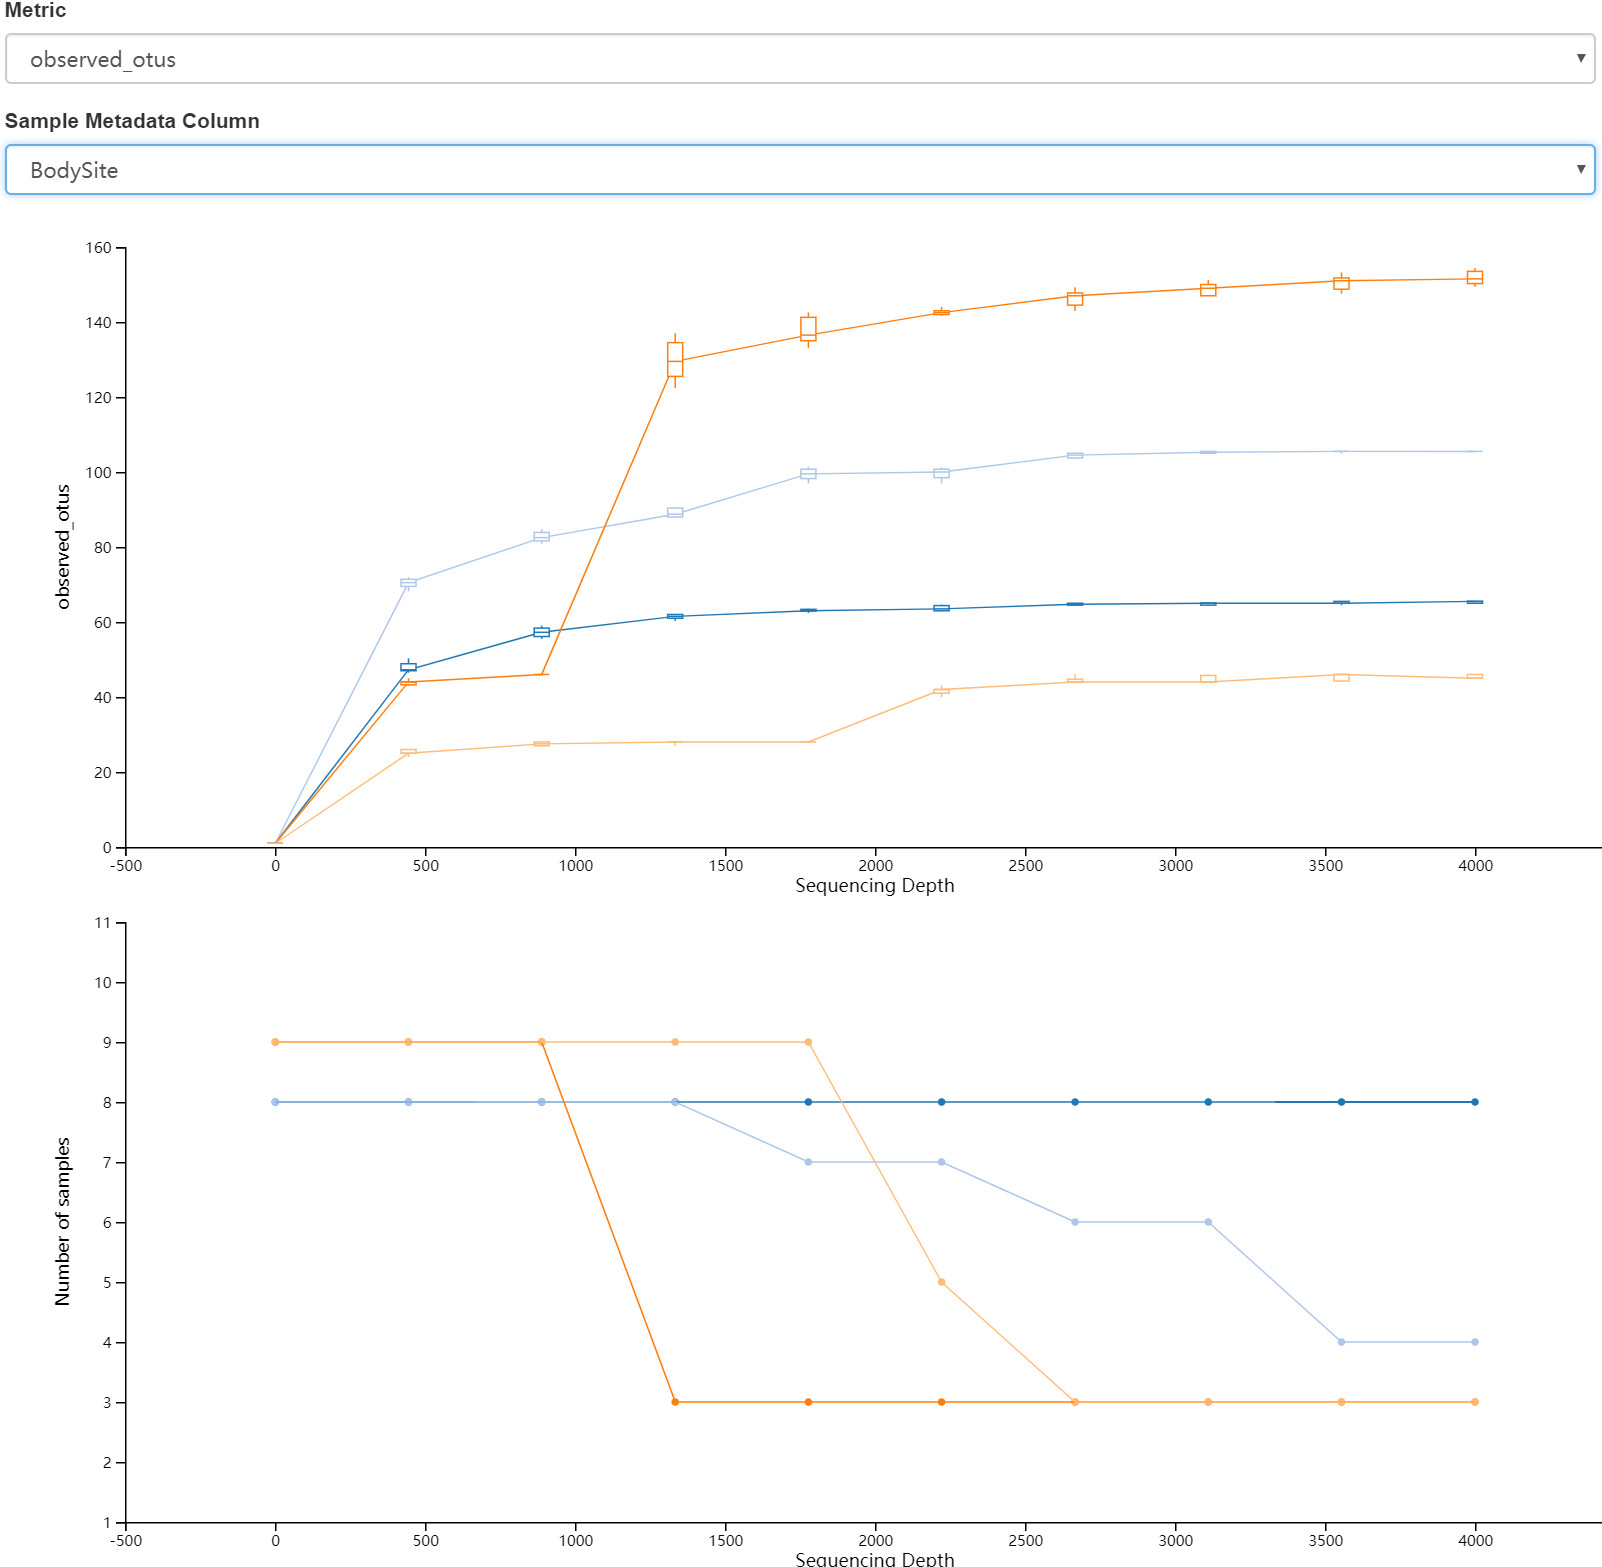 Metric
observed_otus
Sample Metadata Column
BodySite
160
140
120
100
80
60
40
20
0
observed_otus
-500 0 500 1000 1500 2000 2500 3000 3500 4000
Sequencing Depth
11
10
9
8
7
6
5
4
3
2
1
Number of samples
-500 0 500 1000 1500 2000 2500 3000 3500 4000
Sequencing Depth